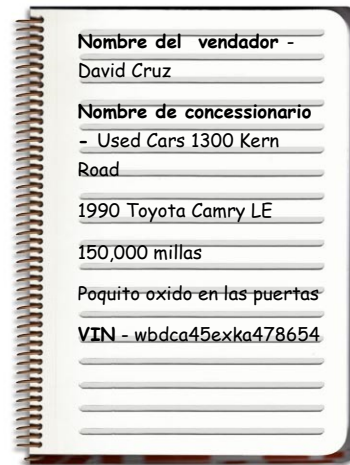 Nombre del vendador -
David Cruz
Nombre de concessionario
- Used Cars 1300 Kern
Road
1990 Toyota Camry LE
150,000 millas
Poquito oxido en las puertas
VIN - wbdca45exka478654